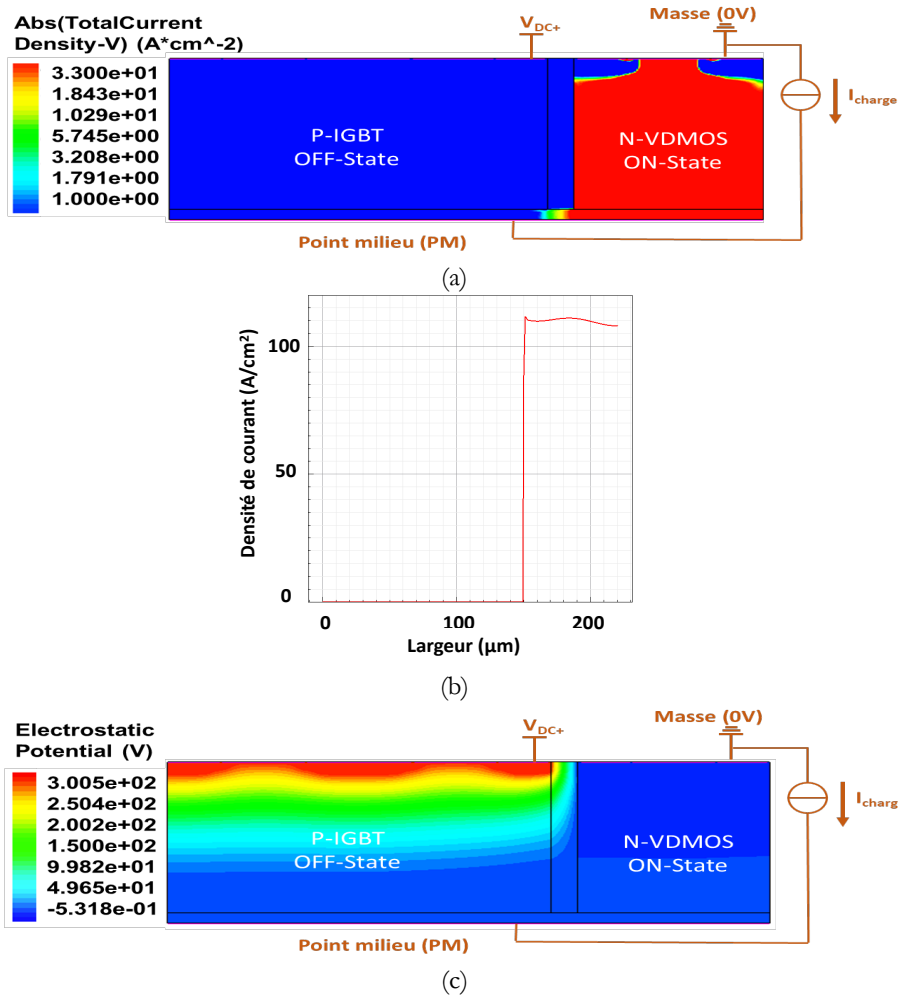 Abs(TotalCurrent
Density-V) (A*cm^-2)
3.300e+01
1.843e+01
1.029e+01
5.745e+00
3.208e+00
1.791e+00
1.000e+00
V_DC+
Masse (0V)
I_charge
P-IGBT
OFF-State
N-VDMOS
ON-State
Point milieu (PM)
(a)
Densité de courant (A/cm²)
100
50
0
0 100 200
Largeur (µm)
(b)
Electrostatic
Potential (V)
3.005e+02
2.504e+02
2.002e+02
1.500e+02
9.982e+01
4.965e+01
-5.318e-01
V_DC+
Masse (0V)
I_charg
P-IGBT
OFF-State
N-VDMOS
ON-State
Point milieu (PM)
(c)